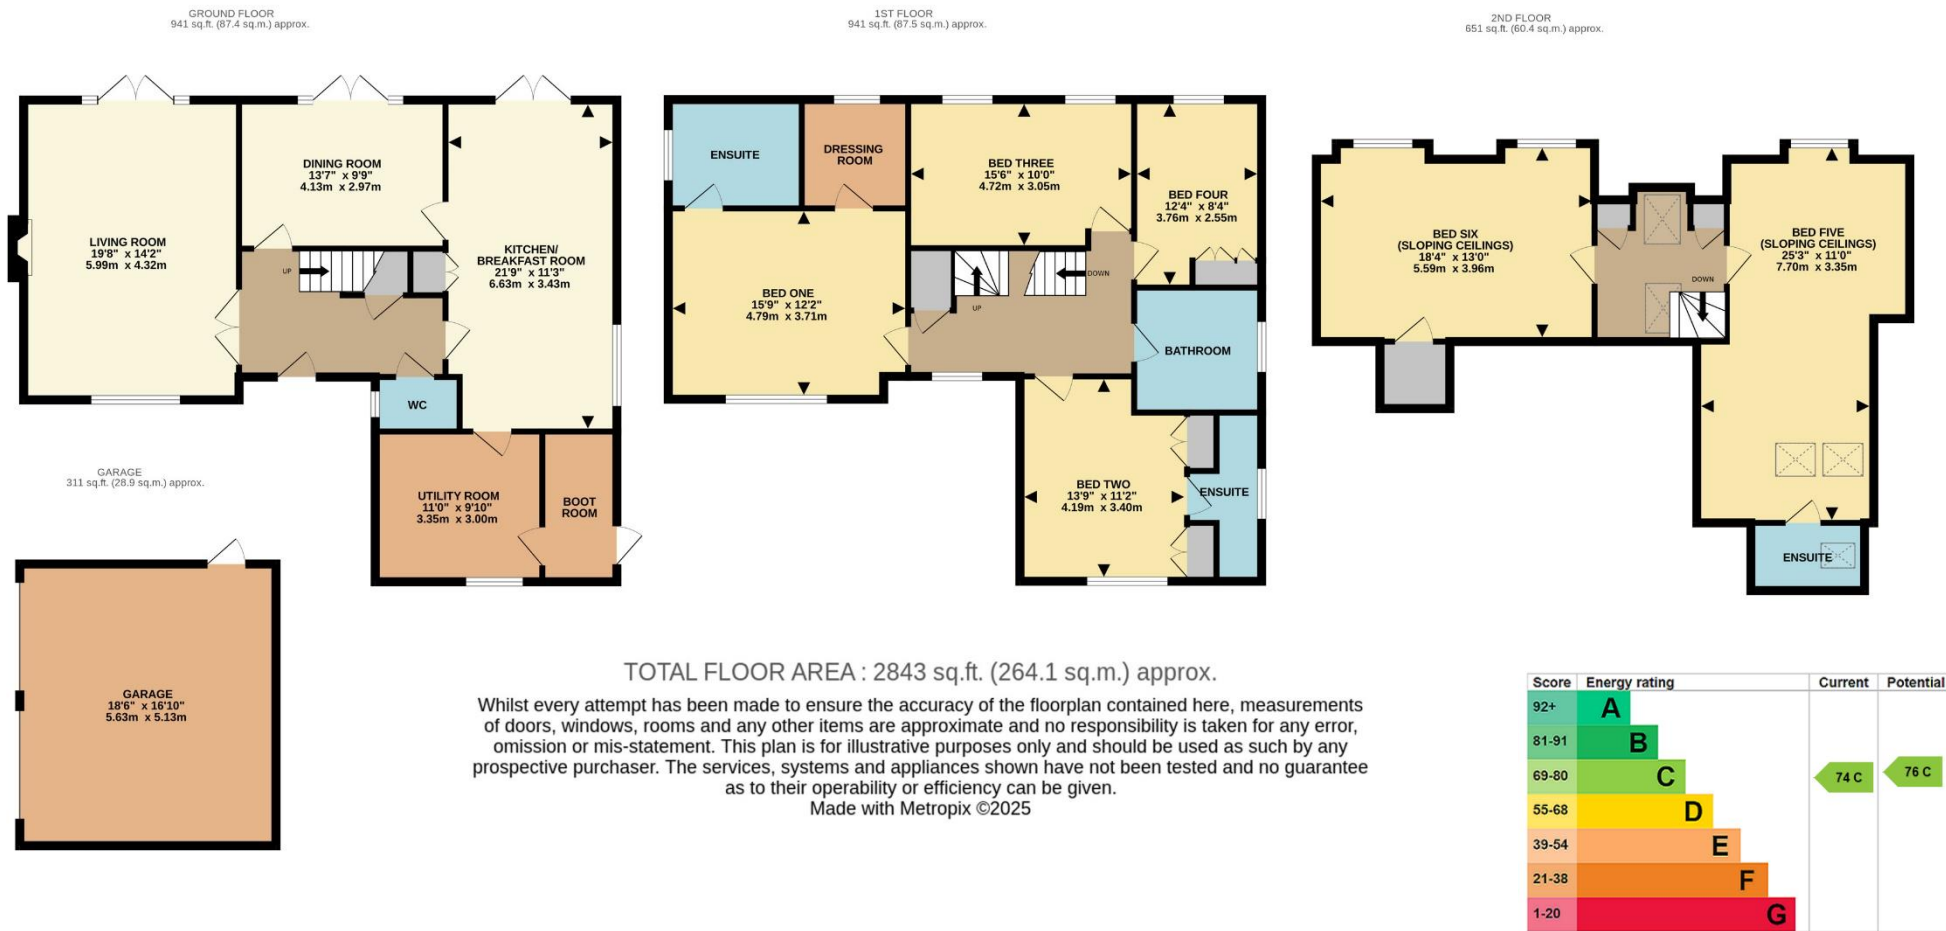 GROUND FLOOR
941 sq.ft. (87.4 sq.m.) approx.
LIVING ROOM
19'8" x 14'2"
5.99m x 4.32m
DINING ROOM
13'7" x 9'9"
4.13m x 2.97m
KITCHEN/
BREAKFAST ROOM
21'9" x 11'3"
6.63m x 3.43m
UP
WC
UTILITY ROOM
11'0" x 9'10"
3.35m x 3.00m
BOOT
ROOM
GARAGE
311 sq.ft. (28.9 sq.m.) approx.
GARAGE
18'6" x 16'10"
5.63m x 5.13m
1ST FLOOR
941 sq.ft. (87.5 sq.m.) approx.
ENSUITE
DRESSING
ROOM
BED THREE
15'6" x 10'0"
4.72m x 3.05m
BED FOUR
12'4" x 8'4"
3.76m x 2.55m
BED ONE
15'9" x 12'2"
4.79m x 3.71m
UP
DOWN
BATHROOM
BED TWO
13'9" x 11'2"
4.19m x 3.40m
ENSUITE
2ND FLOOR
651 sq.ft. (60.4 sq.m.) approx.
BED SIX
(SLOPING CEILINGS)
18'4" x 13'0"
5.59m x 3.96m
DOWN
BED FIVE
(SLOPING CEILINGS)
25'3" x 11'0"
7.70m x 3.35m
ENSUITE
TOTAL FLOOR AREA : 2843 sq.ft. (264.1 sq.m.) approx.
Whilst every attempt has been made to ensure the accuracy of the floorplan contained here, measurements
of doors, windows, rooms and any other items are approximate and no responsibility is taken for any error,
omission or mis-statement. This plan is for illustrative purposes only and should be used as such by any
prospective purchaser. The services, systems and appliances shown have not been tested and no guarantee
as to their operability or efficiency can be given.
Made with Metropix ©2025
Score Energy rating Current Potential
92+ A
81-91 B
69-80 C 74 C 76 C
55-68 D
39-54 E
21-38 F
1-20 G